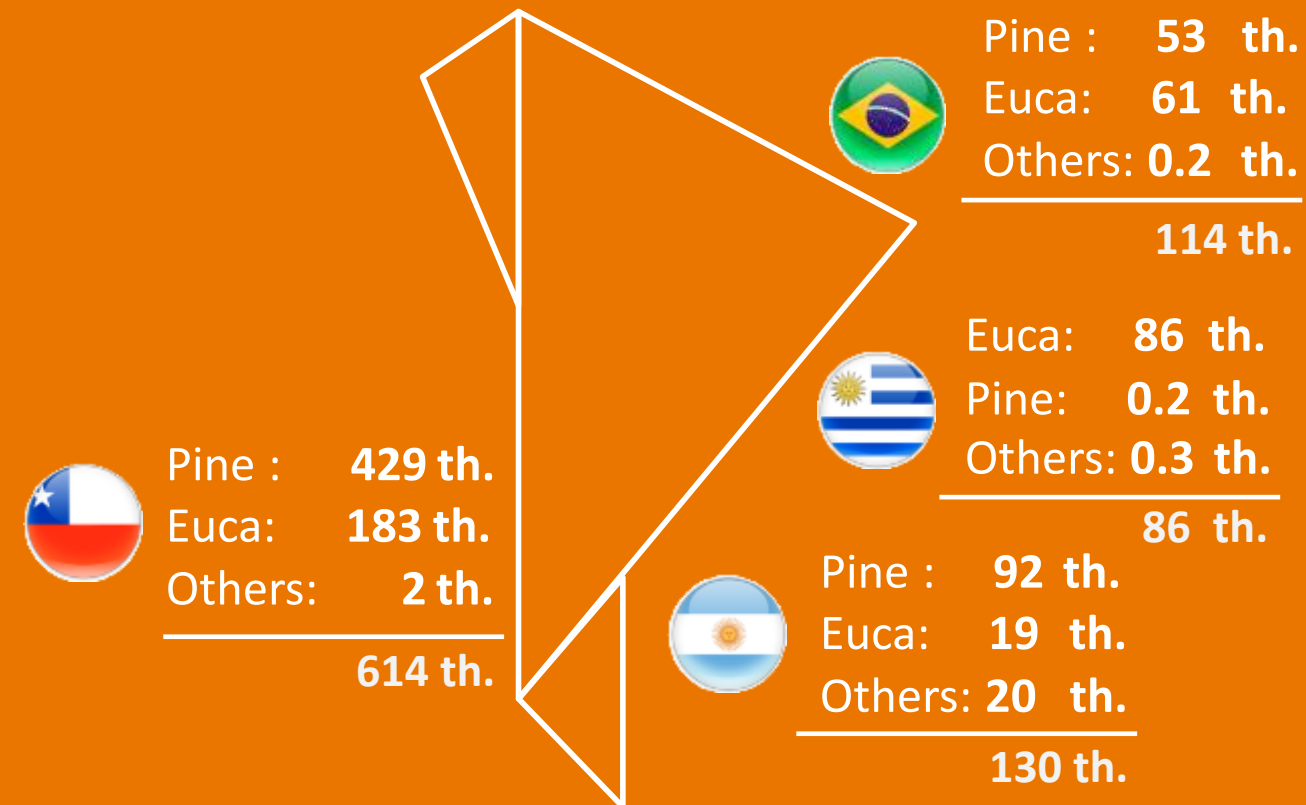 Pine : 53 th.
Euca: 61 th.
Others: 0.2 th.
114 th.
Euca: 86 th.
Pine: 0.2 th.
Others: 0.3 th.
86 th.
Pine : 429 th.
Euca: 183 th.
Others: 2 th.
614 th.
Pine : 92 th.
Euca: 19 th.
Others: 20 th.
130 th.